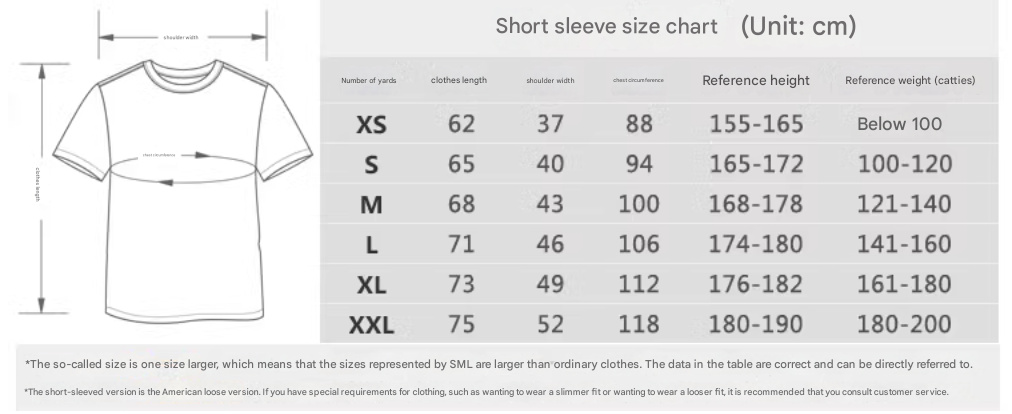 Short sleeve size chart (Unit: cm)
shoulder width
Number of yards clothes length shoulder width chest circumference Reference height Reference weight (catties)
XS 62 37 88 155-165 Below 100
chest circumference
S 65 40 94 165-172 100-120
clothes length
M 68 43 100 168-178 121-140
L 71 46 106 174-180 141-160
XL 73 49 112 176-182 161-180
XXL 75 52 118 180-190 180-200
*The so-called size is one size larger, which means that the sizes represented by SML are larger than ordinary clothes. The data in the table are correct and can be directly referred to.
*The short-sleeved version is the American loose version. If you have special requirements for clothing, such as wanting to wear a slimmer fit or wanting to wear a looser fit, it is recommended that you consult customer service.